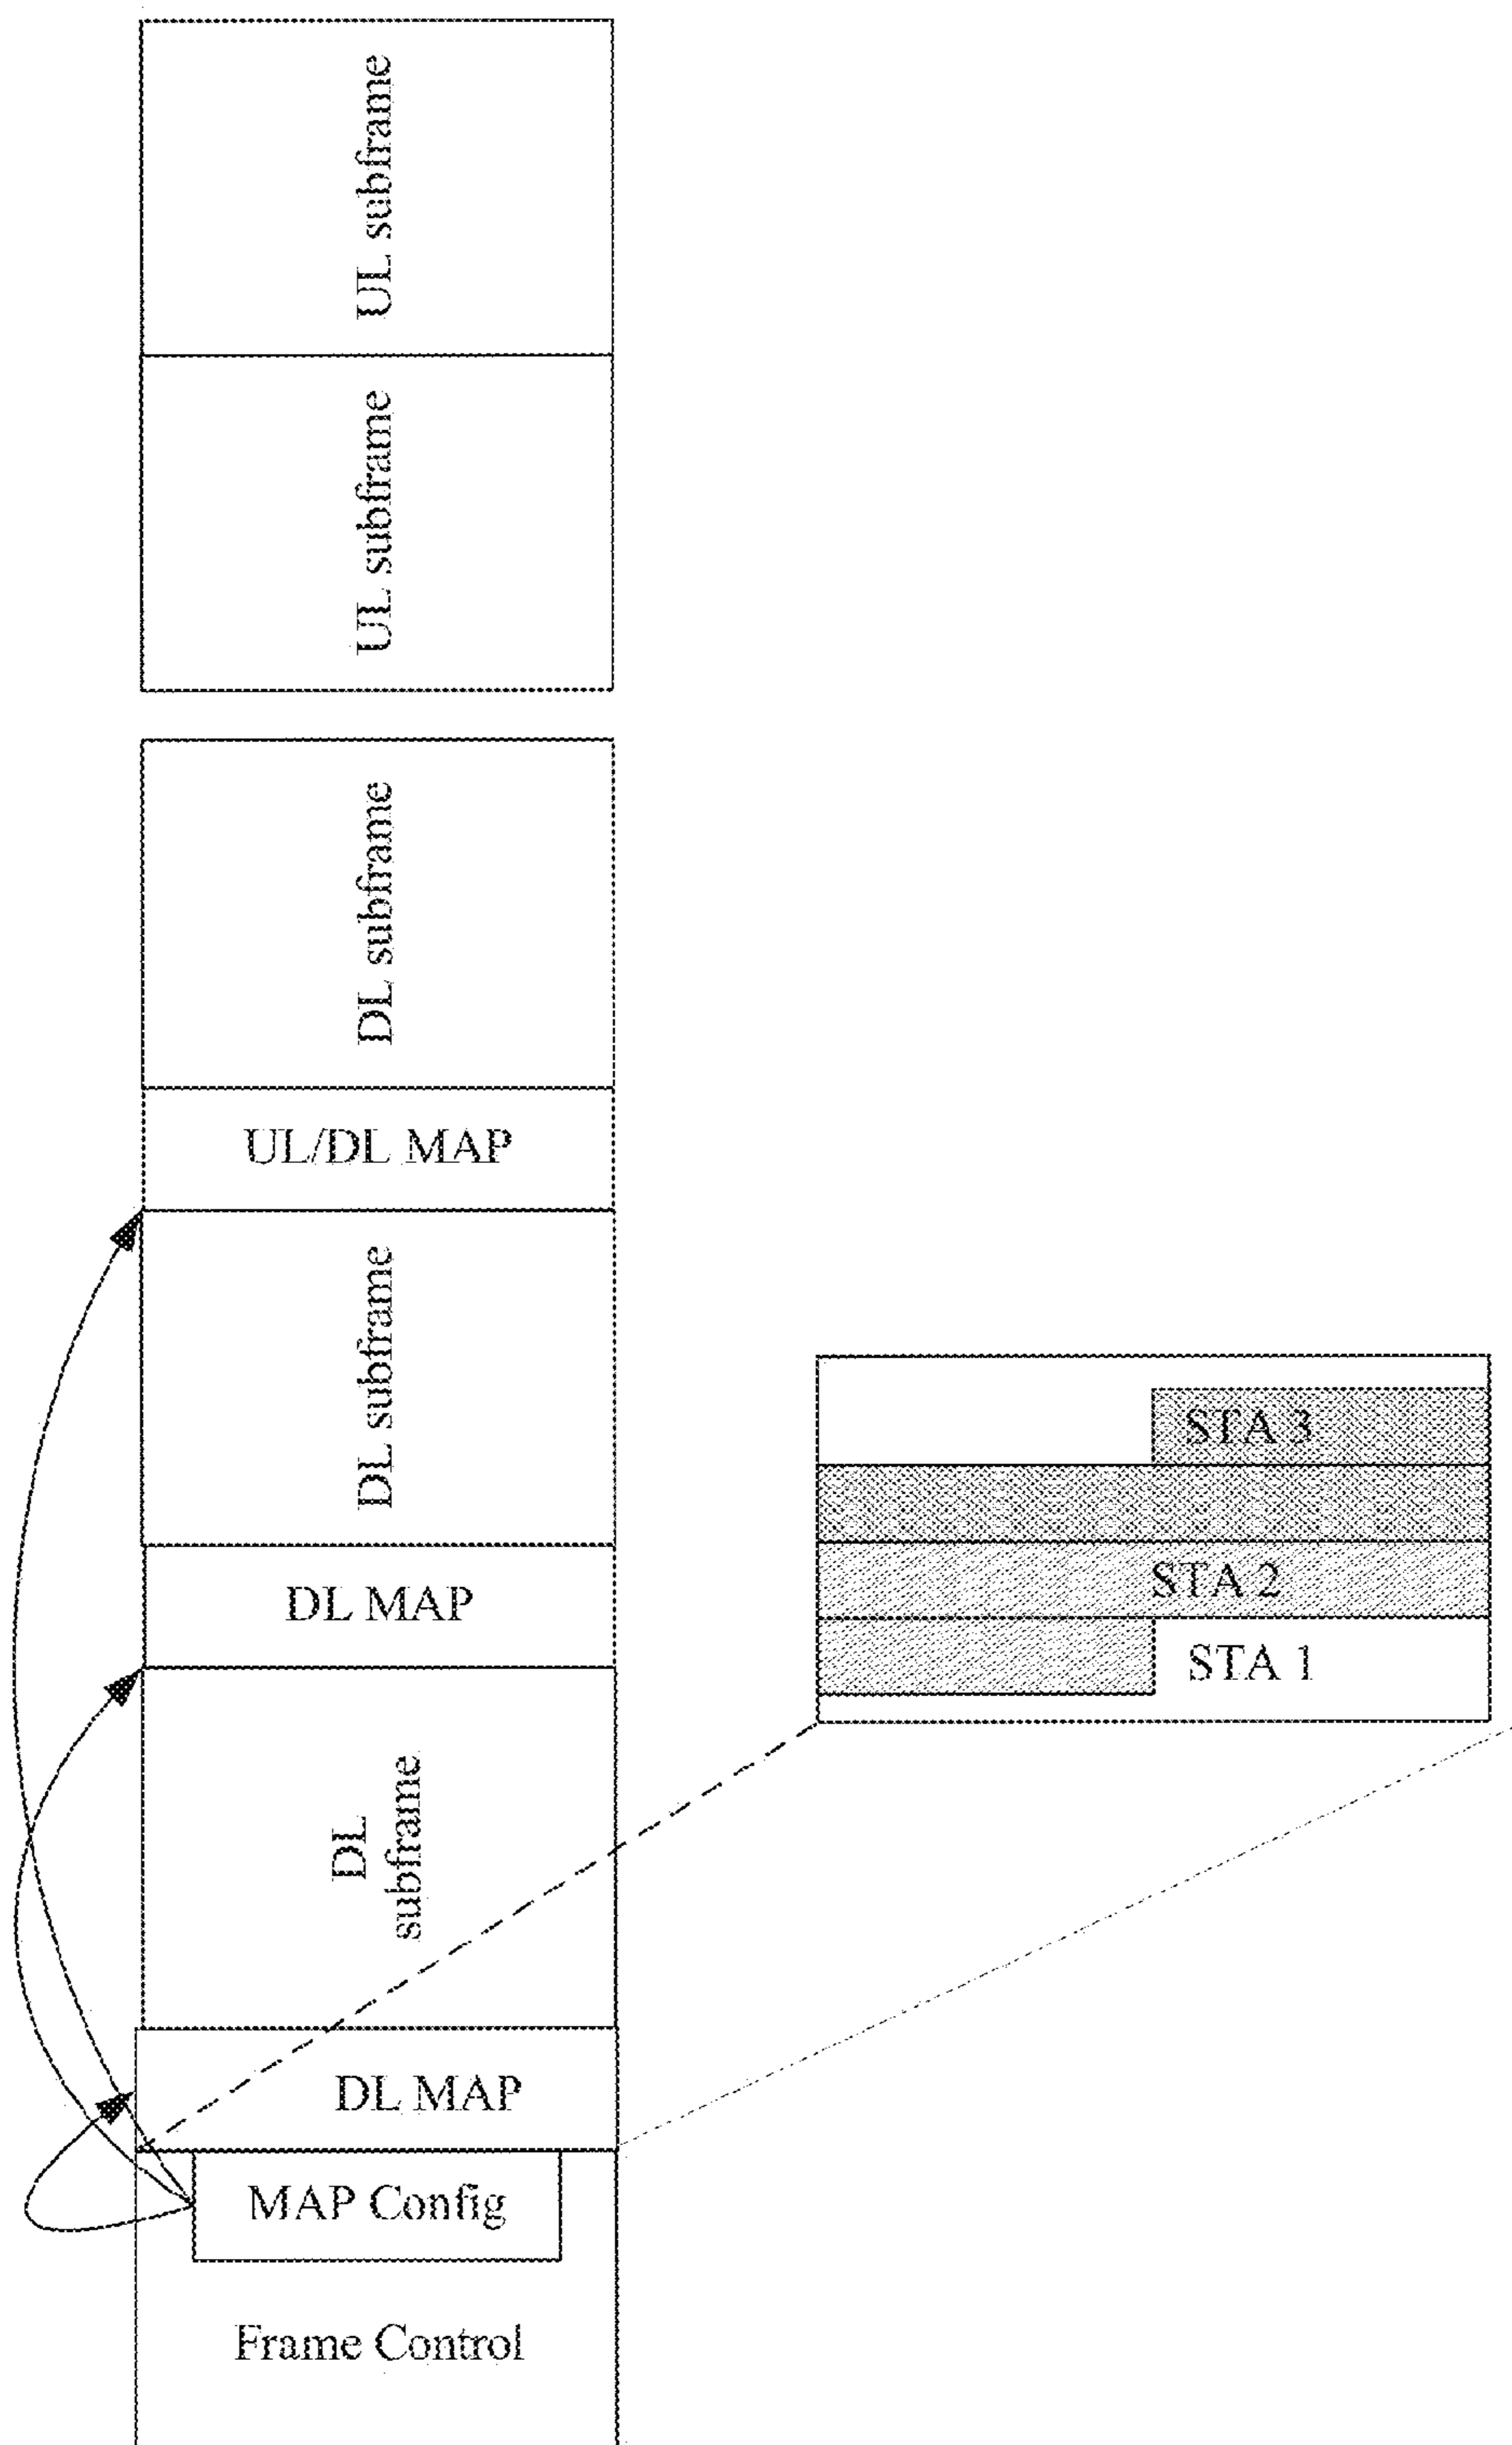 UL subframe
UL subframe
DL subframe
UL/DL MAP
DL subframe
DL MAP
DL
subframe
DL MAP
MAP Config
Frame Control
STA 3
STA 2
STA 1